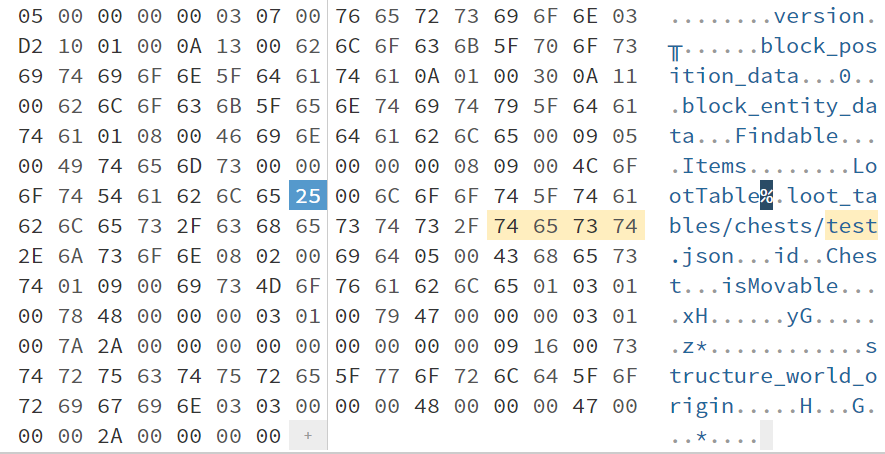 05 00 00 00 00 03 07 00 76 65 72 73 69 6F 6E 03 ........version.
D2 10 01 00 0A 13 00 62 6C 6F 63 6B 5F 70 6F 73 ╥......block_pos
69 74 69 6F 6E 5F 64 61 74 61 0A 01 00 30 0A 11 ition_data...0..
00 62 6C 6F 63 6B 5F 65 6E 74 69 74 79 5F 64 61 .block_entity_da
74 61 01 08 00 46 69 6E 64 61 62 6C 65 00 09 05 ta...Findable...
00 49 74 65 6D 73 00 00 00 00 00 00 08 09 00 4C 6F .Items.......Lo
6F 74 54 61 62 6C 65 25 00 6C 6F 6F 74 5F 74 61 otTable%.loot_ta
62 6C 65 73 2F 63 68 65 73 74 73 2F 74 65 73 74 bles/chests/test
2E 6A 73 6F 6E 08 02 00 69 64 05 00 43 68 65 73 .json...id..Ches
74 01 09 00 69 73 4D 6F 76 61 62 6C 65 01 03 01 t...isMovable...
00 78 48 00 00 00 03 01 00 79 47 00 00 00 03 01 .xH......yG.....
00 7A 2A 00 00 00 00 00 00 00 00 00 09 16 00 73 .z*............s
74 72 75 63 74 75 72 65 5F 77 6F 72 6C 64 5F 6F tructure_world_o
72 69 67 69 6E 03 03 00 00 00 48 00 00 00 47 00 rigin.....H...G.
00 00 2A 00 00 00 00 + ..*....